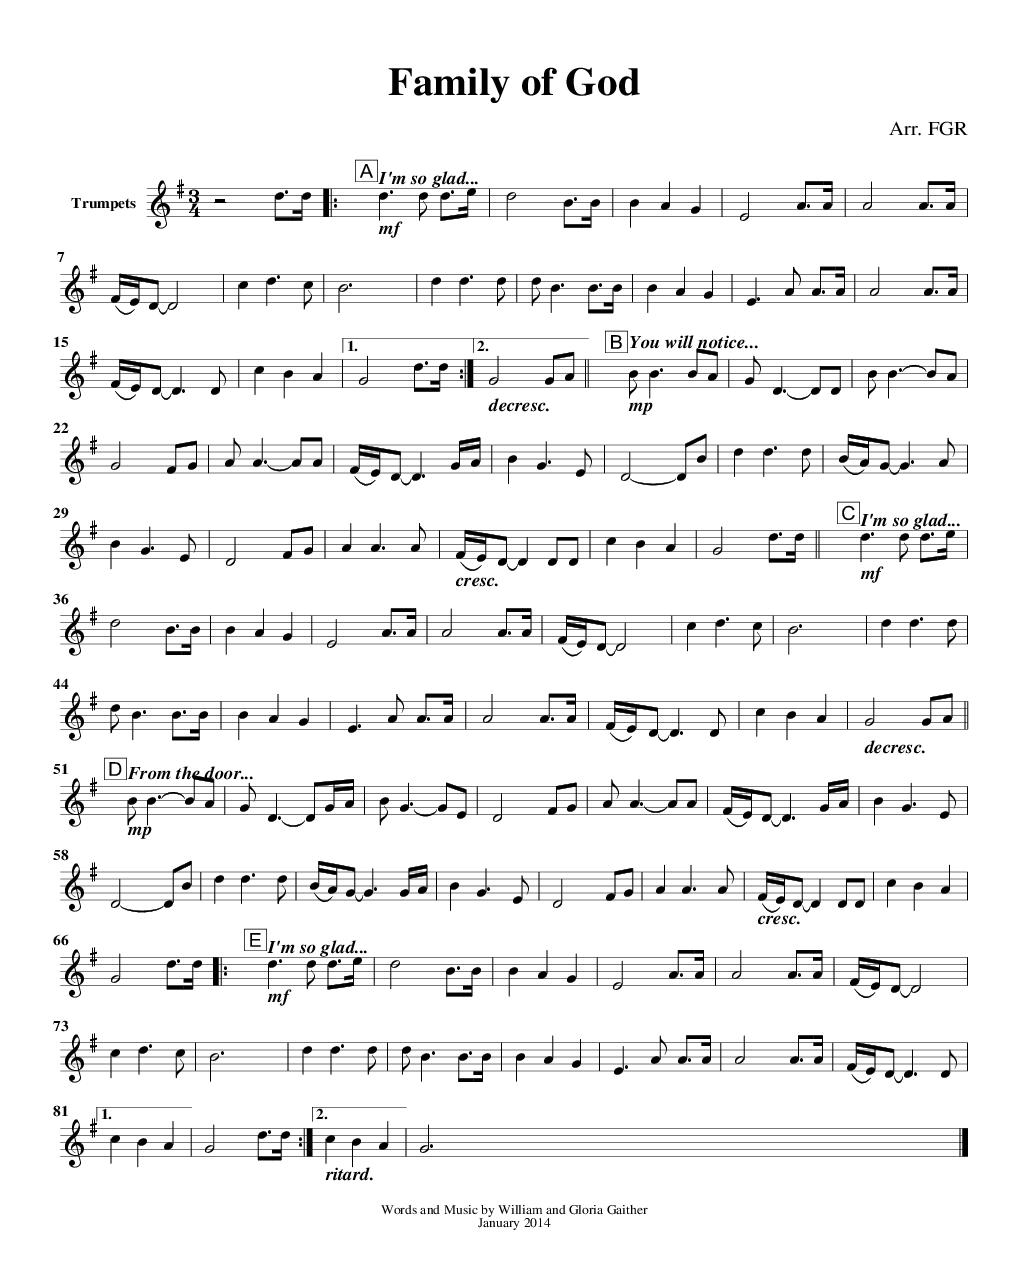 Family of God
Arr. FGR
A I'm so glad...
Trumpets
3
4
mf
7
15
1.
2.
B You will notice...
decresc.
mp
22
29
C I'm so glad...
cresc.
mf
36
44
decresc.
51
D From the door...
mp
58
cresc.
66
E I'm so glad...
mf
73
81
1.
2.
ritard.
Words and Music by William and Gloria Gaither
January 2014